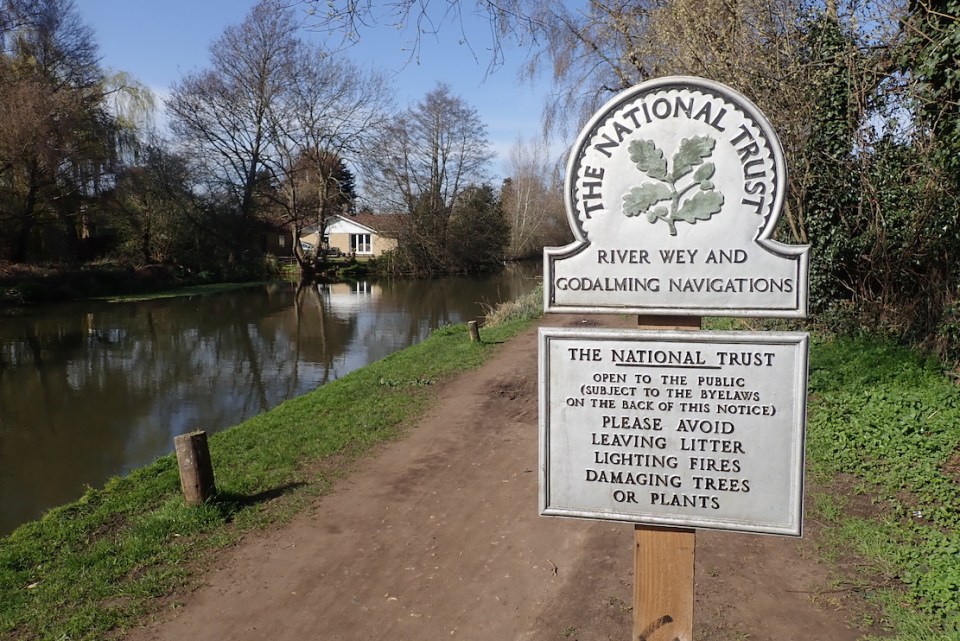 THE NATIONAL TRUST
RIVER WEY AND
GODALMING NAVIGATIONS
THE NATIONAL TRUST
OPEN TO THE PUBLIC
(SUBJECT TO THE BYELAWS
ON THE BACK OF THIS NOTICE)
PLEASE AVOID
LEAVING LITTER
LIGHTING FIRES
DAMAGING TREES
OR PLANTS